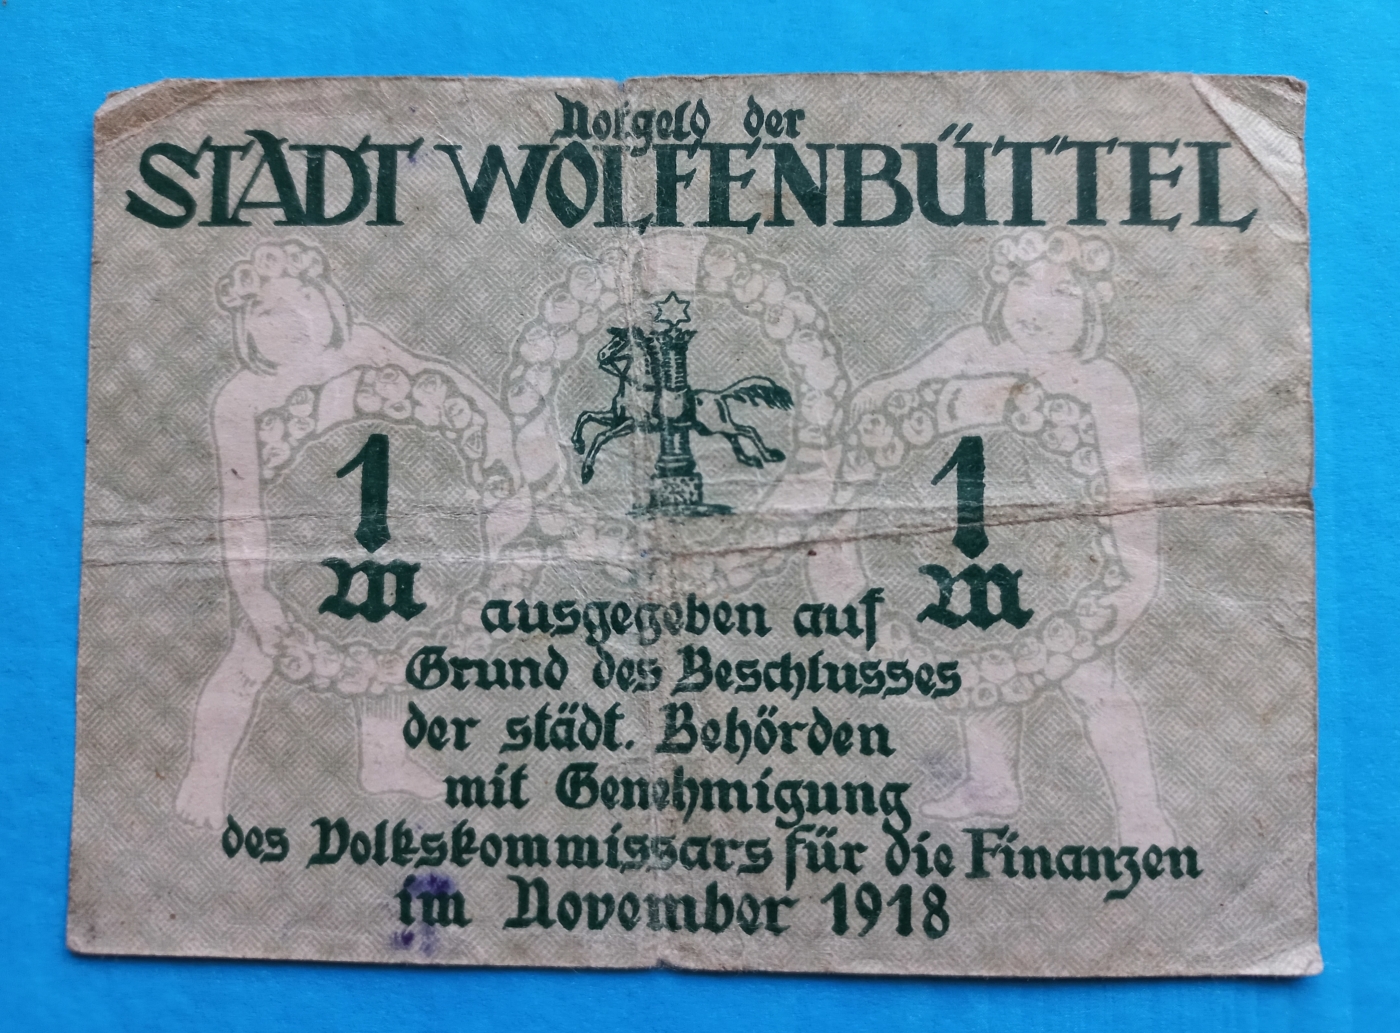 Notgeld der
STADT WOLFENBÜTTEL
1 1
M M
ausgegeben auf
Grund des Beschlusses
der städt. Behörden
mit Genehmigung
des Volkskommissars für die Finanzen
im November 1918